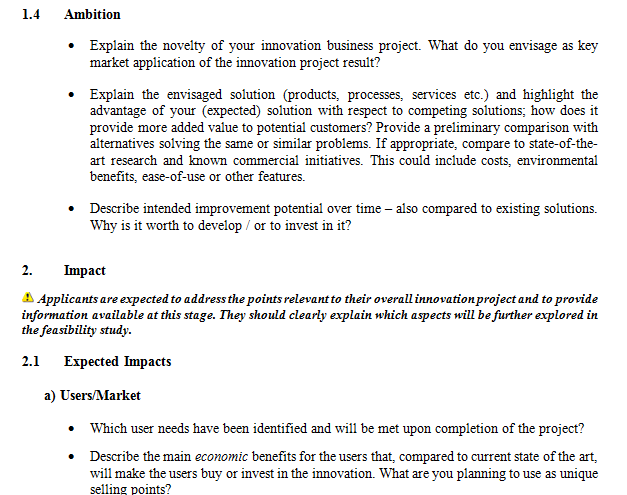 1.4 Ambition
• Explain the novelty of your innovation business project. What do you envisage as key
market application of the innovation project result?
• Explain the envisaged solution (products, processes, services etc.) and highlight the
advantage of your (expected) solution with respect to competing solutions; how does it
provide more added value to potential customers? Provide a preliminary comparison with
alternatives solving the same or similar problems. If appropriate, compare to state-of-the-
art research and known commercial initiatives. This could include costs, environmental
benefits, ease-of-use or other features.
• Describe intended improvement potential over time – also compared to existing solutions.
Why is it worth to develop / or to invest in it?
2. Impact
⚠ Applicants are expected to address the points relevant to their overall innovation project and to provide
information available at this stage. They should clearly explain which aspects will be further explored in
the feasibility study.
2.1 Expected Impacts
a) Users/Market
• Which user needs have been identified and will be met upon completion of the project?
• Describe the main economic benefits for the users that, compared to current state of the art,
will make the users buy or invest in the innovation. What are you planning to use as unique
selling points?